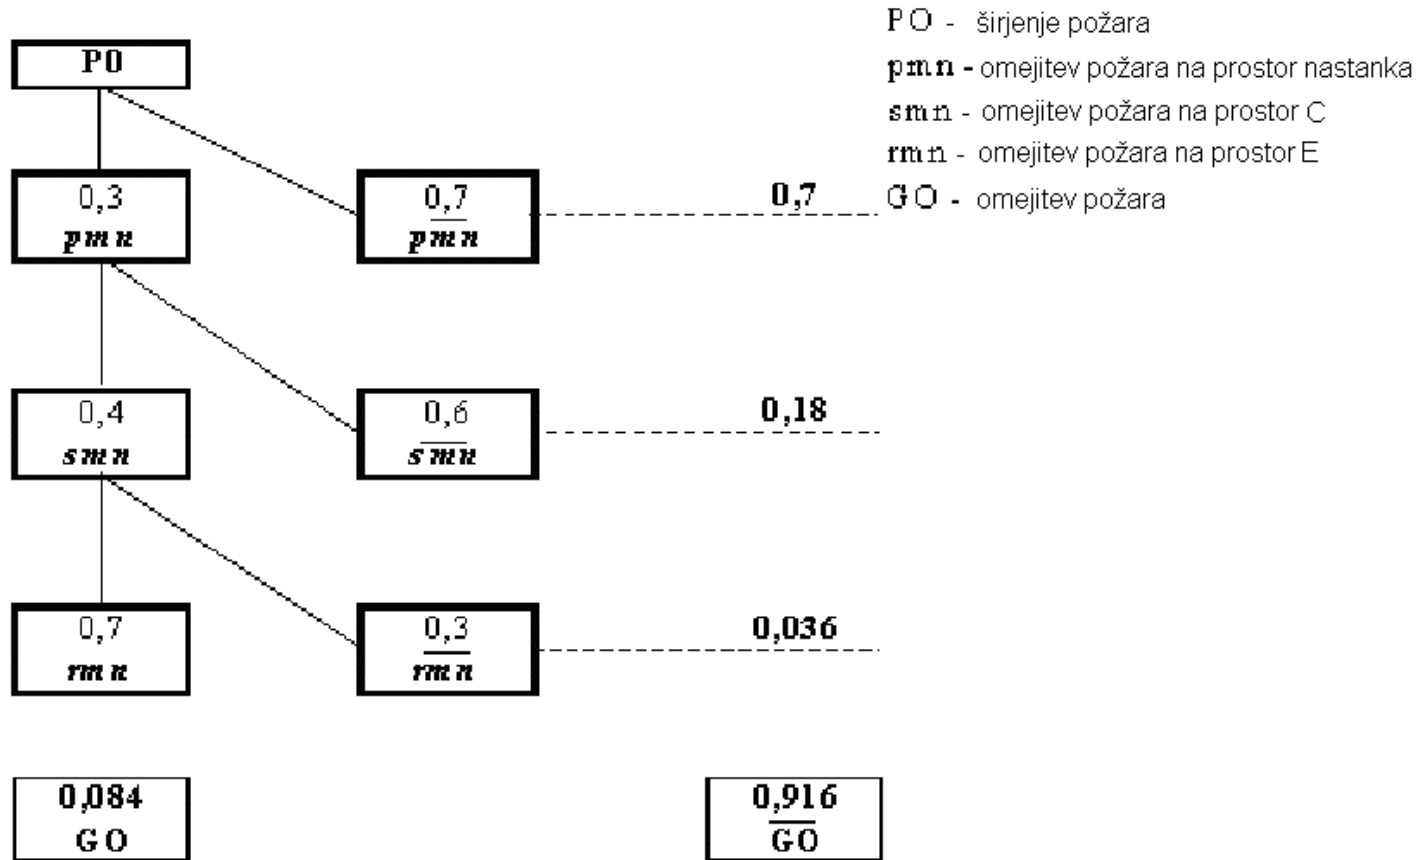 PO
PO - širjenje požara
pmn - omejitev požara na prostor nastanka
smn - omejitev požara na prostor C
rmn - omejitev požara na prostor E
GO - omejitev požara
0,3
pmn
0,7
pmn
0,7
0,4
smn
0,6
smn
0,18
0,7
rmn
0,3
rmn
0,036
0,084
GO
0,916
GO